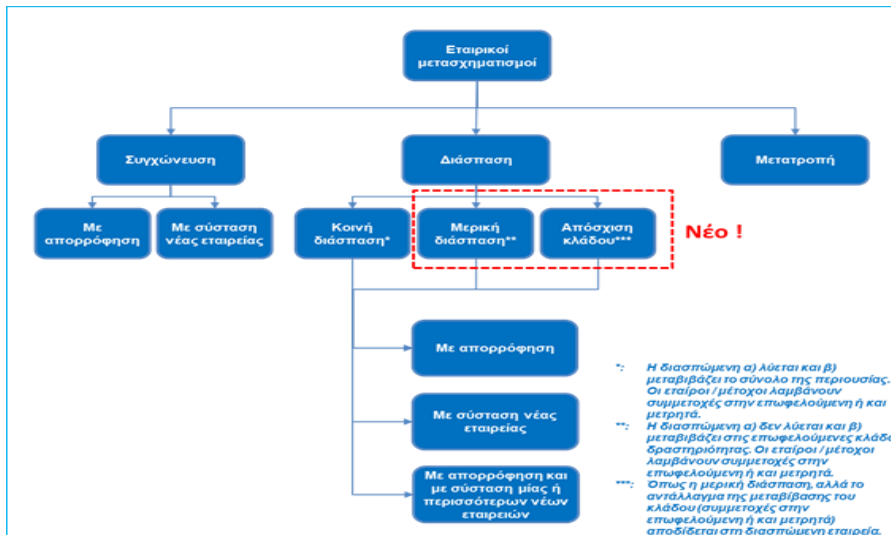 Εταιρικοί
μετασχηματισμοί
Συγχώνευση
Διάσπαση
Μετατροπή
Με
απορρόφηση
Με σύσταση
νέας εταιρείας
Κοινή
διάσπαση*
Μερική
διάσπαση**
Απόσχιση
κλάδου***
Νέο !
Με απορρόφηση
Με σύσταση νέας
εταιρείας
Με απορρόφηση και
με σύσταση μίας ή
περισσότερων νέων
εταιρειών
*: Η διασπώμενη α) λύεται και β)
μεταβιβάζει το σύνολο της περιουσίας.
Οι εταίροι / μέτοχοι λαμβάνουν
συμμετοχές στην επωφελούμενη ή και
μετρητά.
**: Η διασπώμενη α) δεν λύεται και β)
μεταβιβάζει στις επωφελούμενες κλάδο
δραστηριότητας. Οι εταίροι / μέτοχοι
λαμβάνουν συμμετοχές στην
επωφελούμενη ή και μετρητά.
***: Όπως η μερική διάσπαση, αλλά το
αντάλλαγμα της μεταβίβασης του
κλάδου (συμμετοχές στην
επωφελούμενη ή και μετρητά)
αποδίδεται στη διασπώμενη εταιρεία.